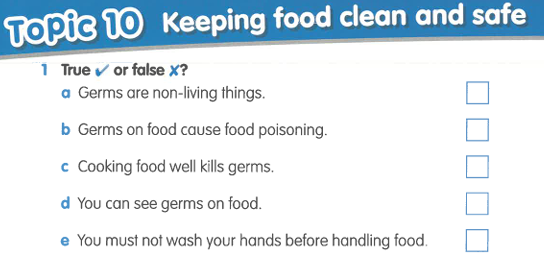 Topic 10 Keeping food clean and safe
1 True ✔ or false ✘?
a Germs are non-living things.
b Germs on food cause food poisoning.
c Cooking food well kills germs.
d You can see germs on food.
e You must not wash your hands before handling food.